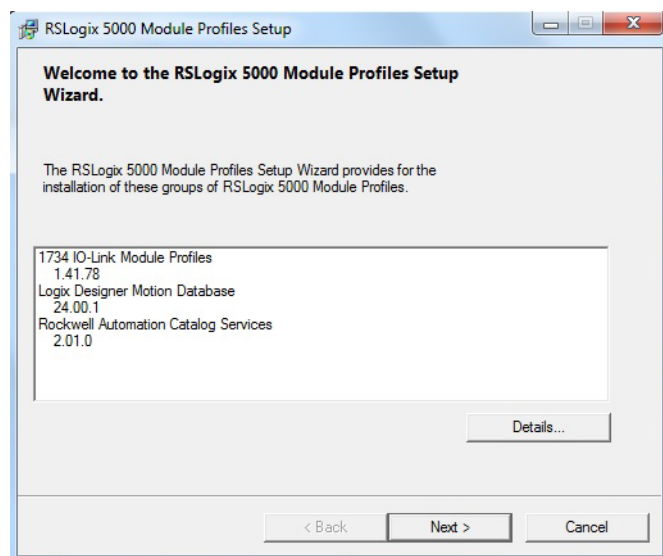 RSLogix 5000 Module Profiles Setup
Welcome to the RSLogix 5000 Module Profiles Setup
Wizard.
The RSLogix 5000 Module Profiles Setup Wizard provides for the
installation of these groups of RSLogix 5000 Module Profiles.
1734 IO-Link Module Profiles
1.41.78
Logix Designer Motion Database
24.00.1
Rockwell Automation Catalog Services
2.01.0
Details...
< Back
Next >
Cancel